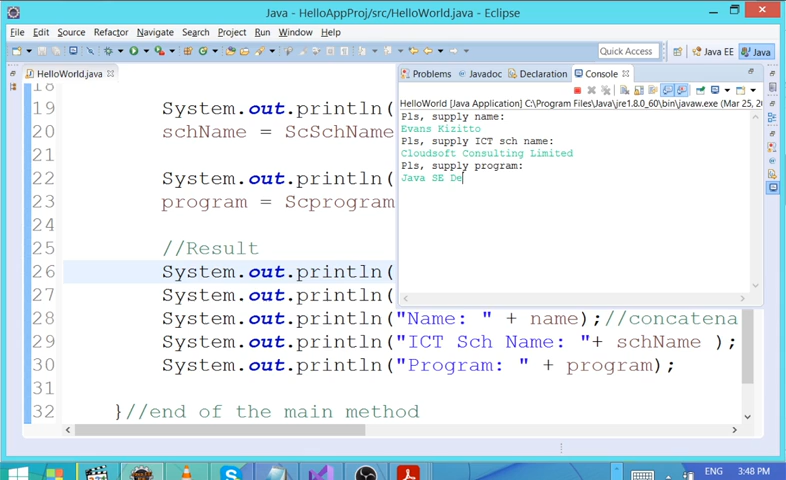 Java - HelloAppProj/src/HelloWorld.java - Eclipse
File Edit Source Refactor Navigate Search Project Run Window Help
Quick Access Java EE Java
HelloWorld.java
Problems Javadoc Declaration Console
HelloWorld [Java Application] C:\Program Files\Java\jre1.8.0_60\bin\javaw.exe (Mar 25, 20
Pls, supply name:
Evans Kizitto
Pls, supply ICT sch name:
Cloudsoft Consulting Limited
Pls, supply program:
Java SE De
18
19 System.out.println(
20 schName = ScSchName
21
22 System.out.println(
23 program = Scprogram
24
25 //Result
26 System.out.println(
27 System.out.println(
28 System.out.println("Name: " + name);//concatena
29 System.out.println("ICT Sch Name: "+ schName );
30 System.out.println("Program: " + program);
31
32 }//end of the main method
ENG 3:48 PM